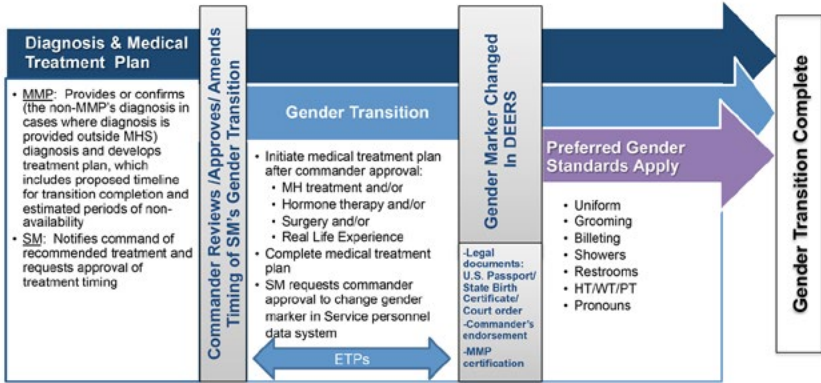 Diagnosis & Medical
Treatment Plan
• MMP: Provides or confirms
(the non-MMP's diagnosis in
cases where diagnosis is
provided outside MHS)
diagnosis and develops
treatment plan, which
includes proposed timeline
for transition completion and
estimated periods of non-
availability
• SM: Notifies command of
recommended treatment and
requests approval of
treatment timing
Commander Reviews /Approves/ Amends
Timing of SM's Gender Transition
Gender Transition
• Initiate medical treatment plan
after commander approval:
• MH treatment and/or
• Hormone therapy and/or
• Surgery and/or
• Real Life Experience
• Complete medical treatment
plan
• SM requests commander
approval to change gender
marker in Service personnel
data system
ETPs
Gender Marker Changed
In DEERS
-Legal
documents:
U.S. Passport/
State Birth
Certificate/
Court order
-Commander's
endorsement
-MMP
certification
Preferred Gender
Standards Apply
• Uniform
• Grooming
• Billeting
• Showers
• Restrooms
• HT/WT/PT
• Pronouns
Gender Transition Complete